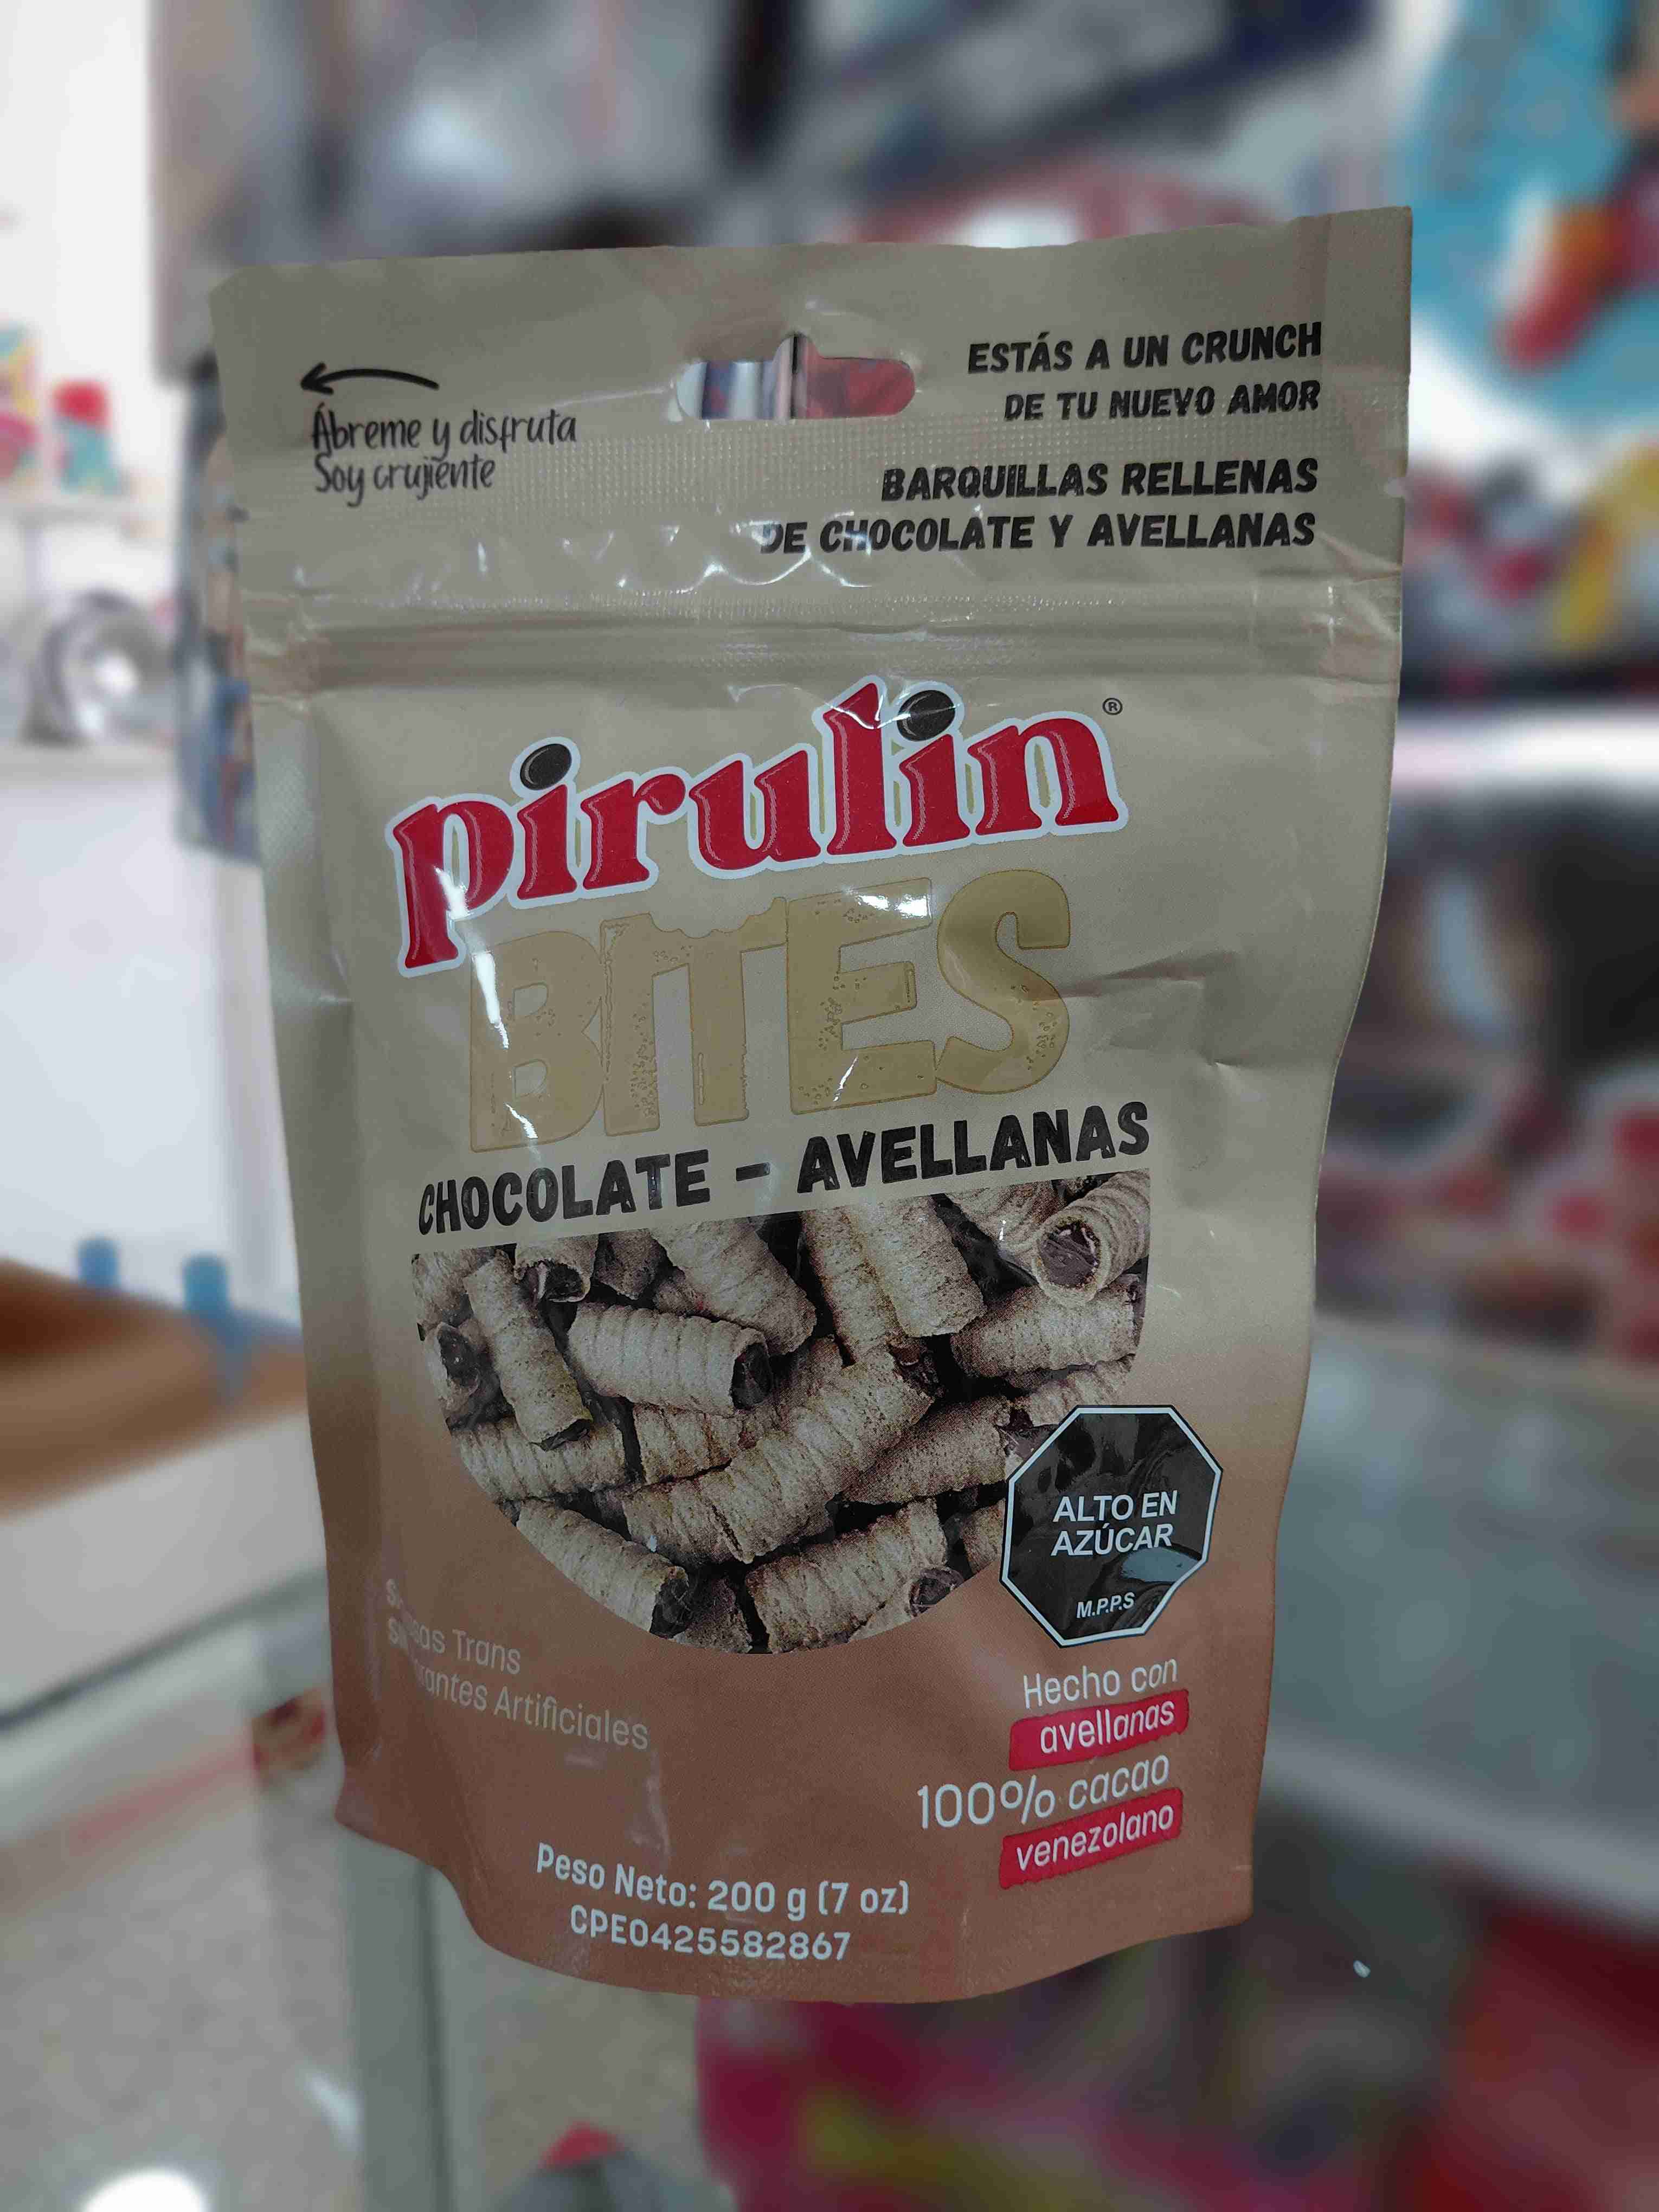 Ábreme y disfruta
Soy crujiente
ESTÁS A UN CRUNCH
DE TU NUEVO AMOR
BARQUILLAS RELLENAS
DE CHOCOLATE Y AVELLANAS
pirulin®
BITES
CHOCOLATE - AVELLANAS
ALTO EN
AZÚCAR
M.P.P.S
Trans
Artificiales
Hecho con
avellanas
100% cacao
venezolano
Peso Neto: 200 g (7 oz)
CPE0425582867